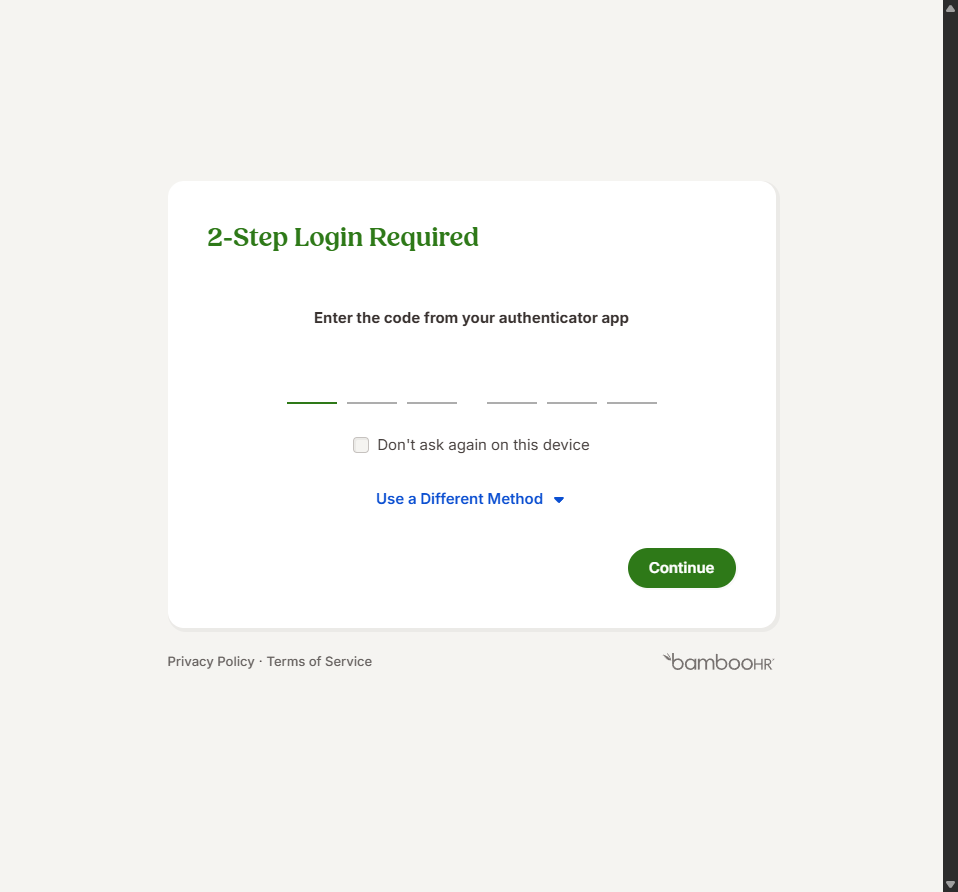 2-Step Login Required
Enter the code from your authenticator app
Don't ask again on this device
Use a Different Method
Continue
Privacy Policy · Terms of Service
bambooHR